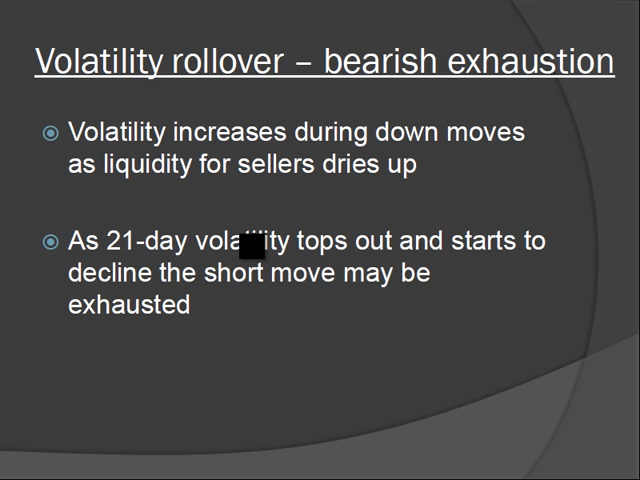 Volatility rollover – bearish exhaustion
Volatility increases during down moves
as liquidity for sellers dries up
As 21-day volatility tops out and starts to
decline the short move may be
exhausted